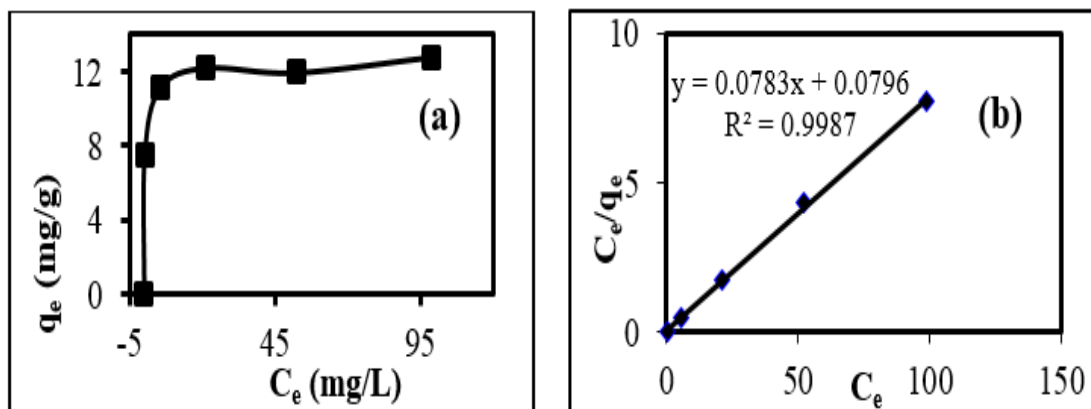 12
8
4
0
-5
45
95
qₑ (mg/g)
Cₑ (mg/L)
(a)
10
5
0
0
50
100
150
Cₑ/qₑ
Cₑ
y = 0.0783x + 0.0796
R² = 0.9987
(b)